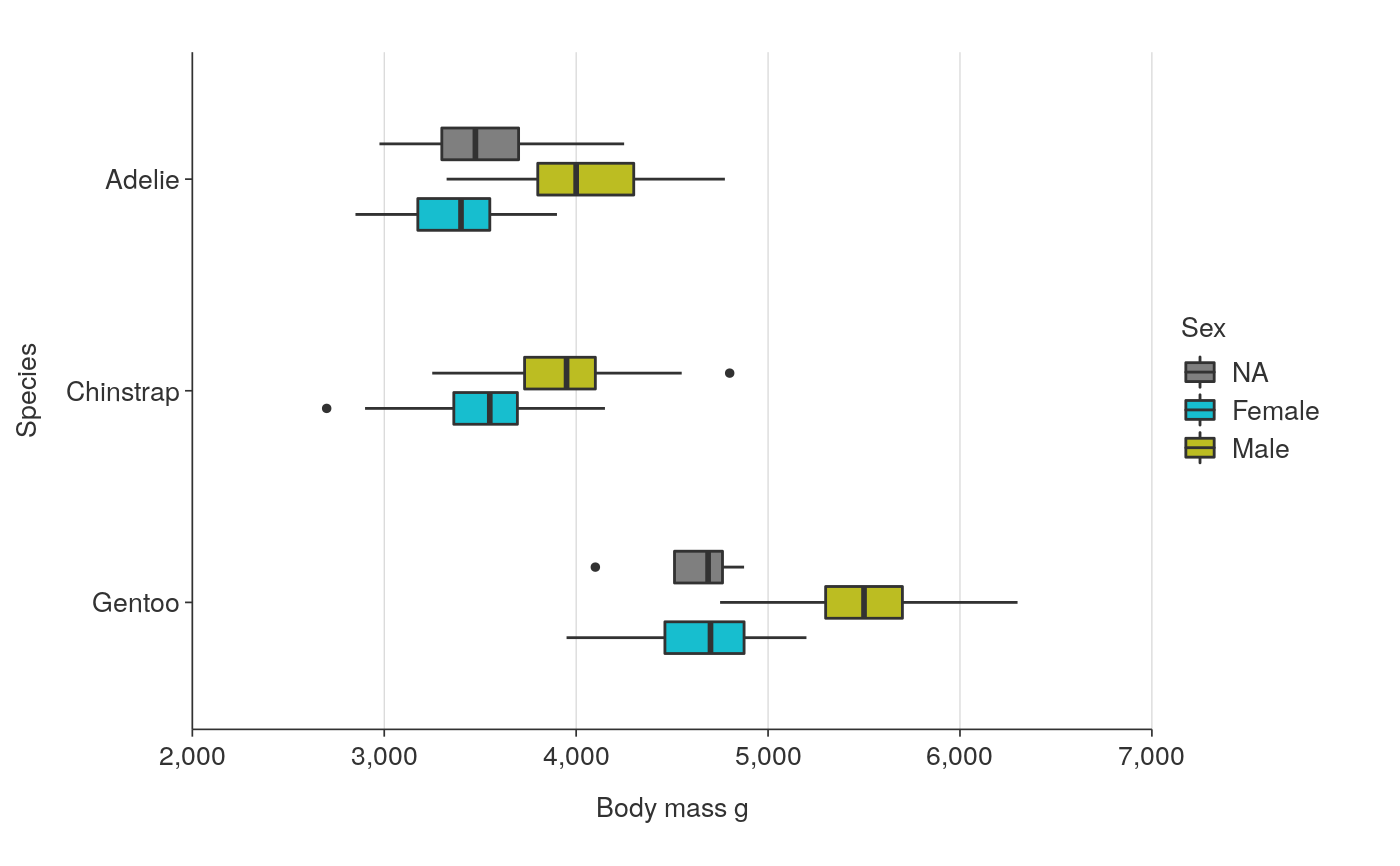 Adelie
Chinstrap
Gentoo
Species
2,000 3,000 4,000 5,000 6,000 7,000
Body mass g
Sex
NA
Female
Male